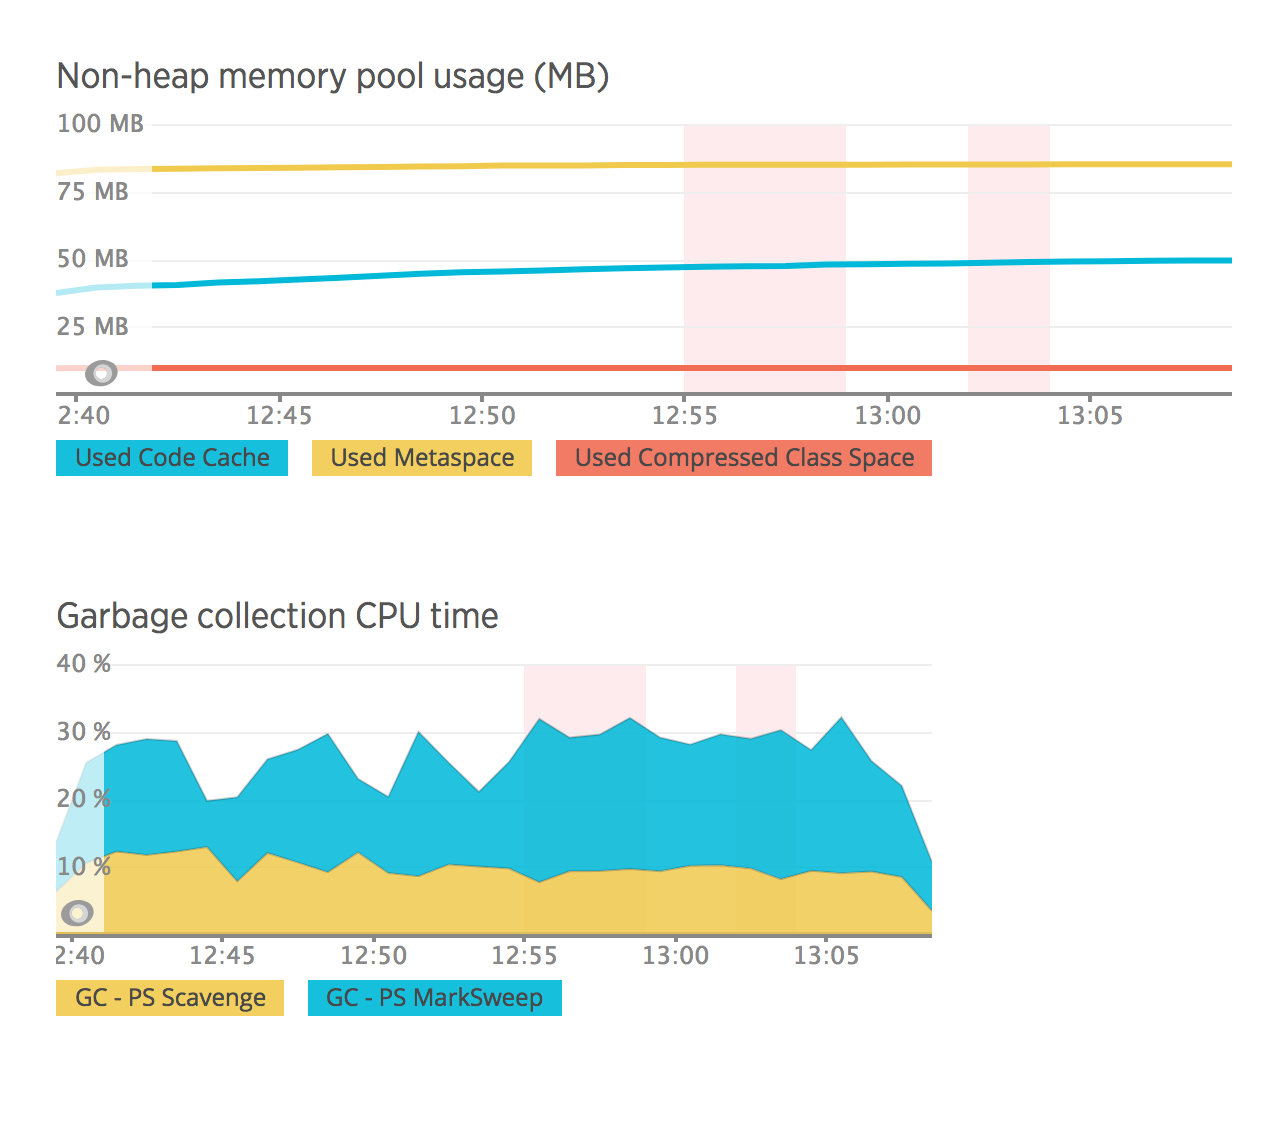 Non-heap memory pool usage (MB)
100 MB
75 MB
50 MB
25 MB
2:40 12:45 12:50 12:55 13:00 13:05
Used Code Cache Used Metaspace Used Compressed Class Space
Garbage collection CPU time
40 %
30 %
20 %
10 %
2:40 12:45 12:50 12:55 13:00 13:05
GC - PS Scavenge GC - PS MarkSweep